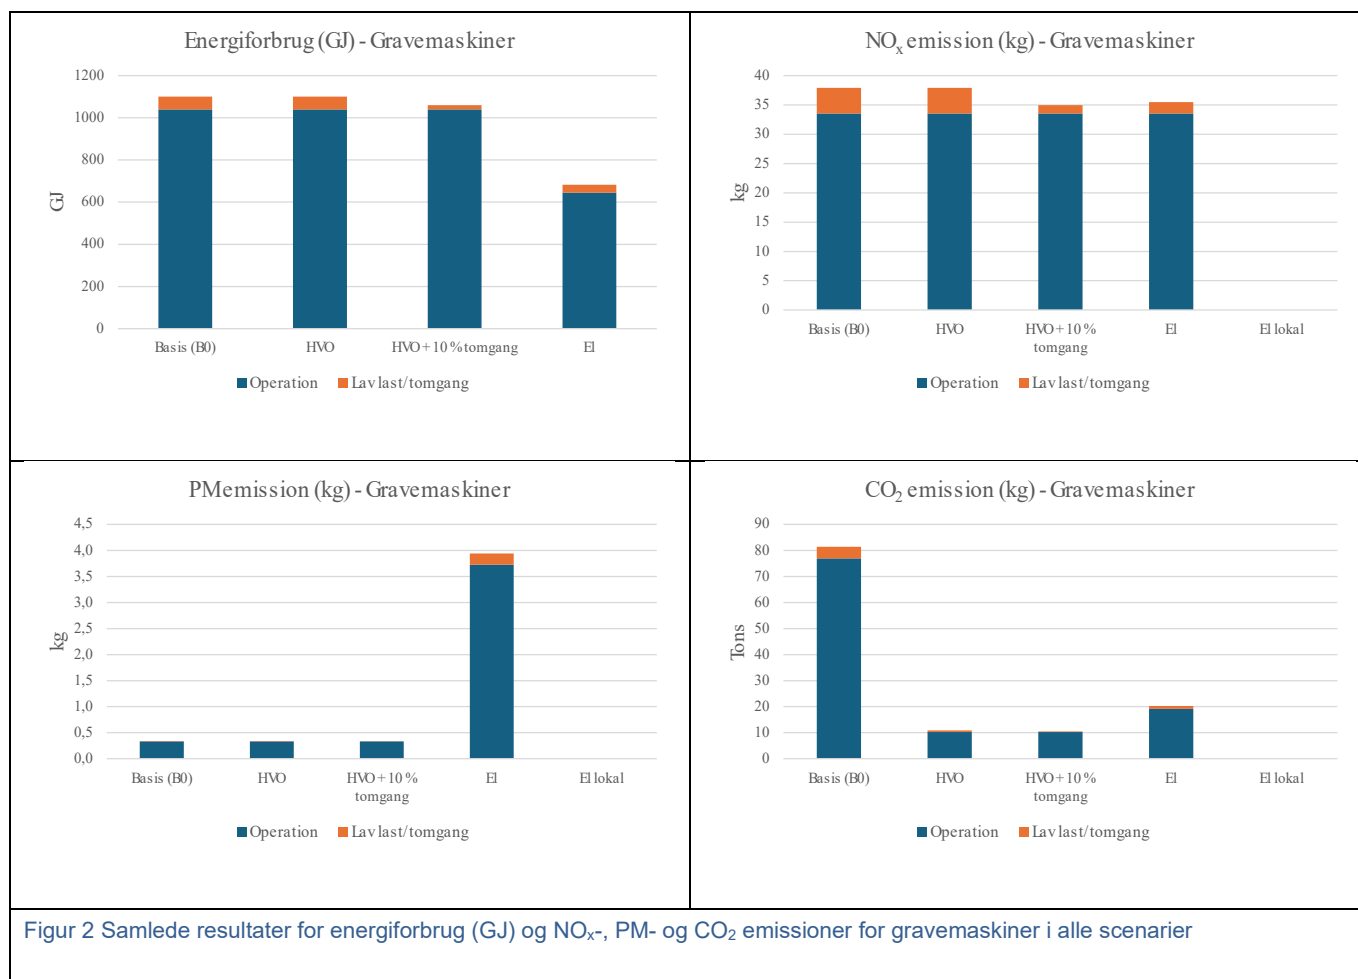 Energiforbrug (GJ) - Gravemaskiner
1200
1000
800
600
400
200
0
GJ
Basis (B0) HVO HVO + 10 % tomgang El
Operation Lav last/tomgang
NOx emission (kg) - Gravemaskiner
40
35
30
25
20
15
10
5
0
kg
Basis (B0) HVO HVO + 10 % tomgang El El lokal
Operation Lav last/tomgang
PM emission (kg) - Gravemaskiner
4,5
4,0
3,5
3,0
2,5
2,0
1,5
1,0
0,5
0,0
kg
Basis (B0) HVO HVO + 10 % tomgang El El lokal
Operation Lav last/tomgang
CO2 emission (kg) - Gravemaskiner
90
80
70
60
50
40
30
20
10
0
Tons
Basis (B0) HVO HVO + 10 % tomgang El El lokal
Operation Lav last/tomgang
Figur 2 Samlede resultater for energiforbrug (GJ) og NOx-, PM- og CO2 emissioner for gravemaskiner i alle scenarier